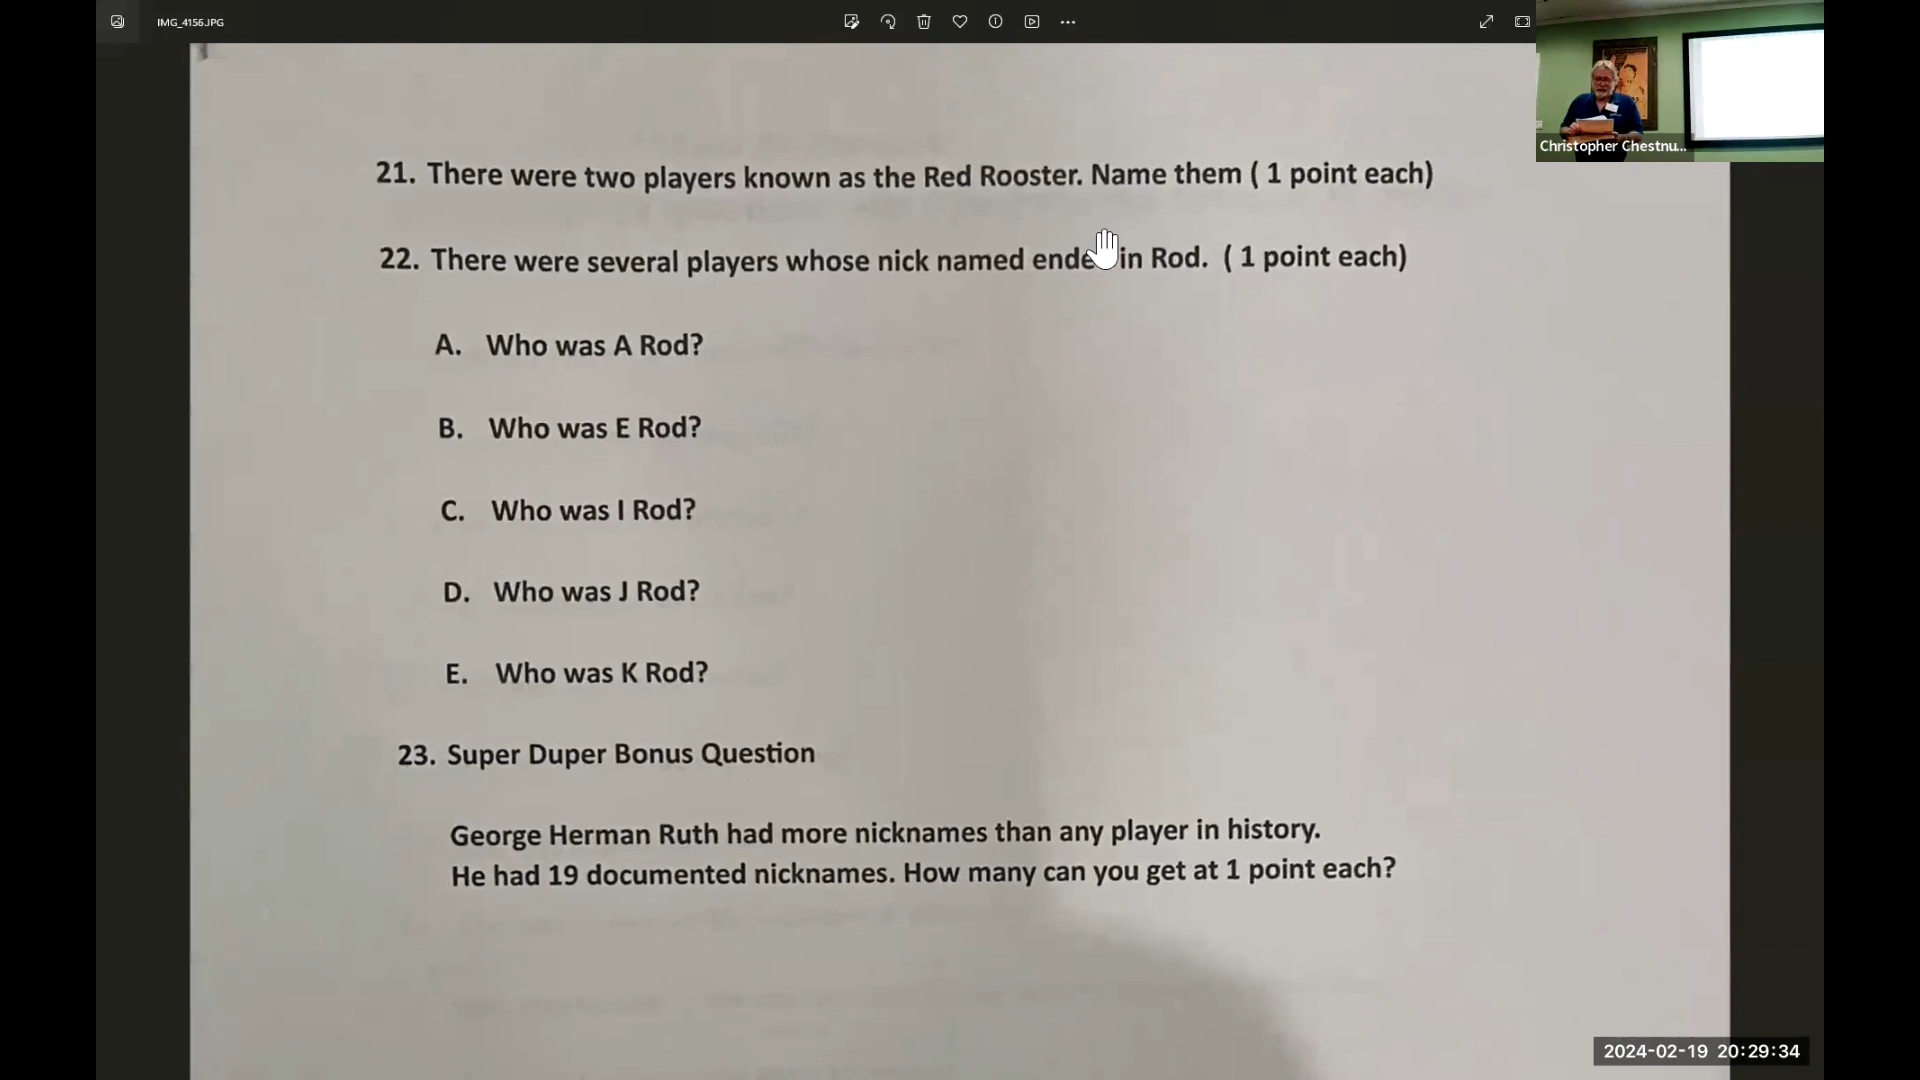 IMG_4156.JPG
Christopher Chestnu...
21. There were two players known as the Red Rooster. Name them ( 1 point each)
22. There were several players whose nick named ende in Rod. ( 1 point each)
A. Who was A Rod?
B. Who was E Rod?
C. Who was I Rod?
D. Who was J Rod?
E. Who was K Rod?
23. Super Duper Bonus Question
George Herman Ruth had more nicknames than any player in history.
He had 19 documented nicknames. How many can you get at 1 point each?
2024-02-19 20:29:34